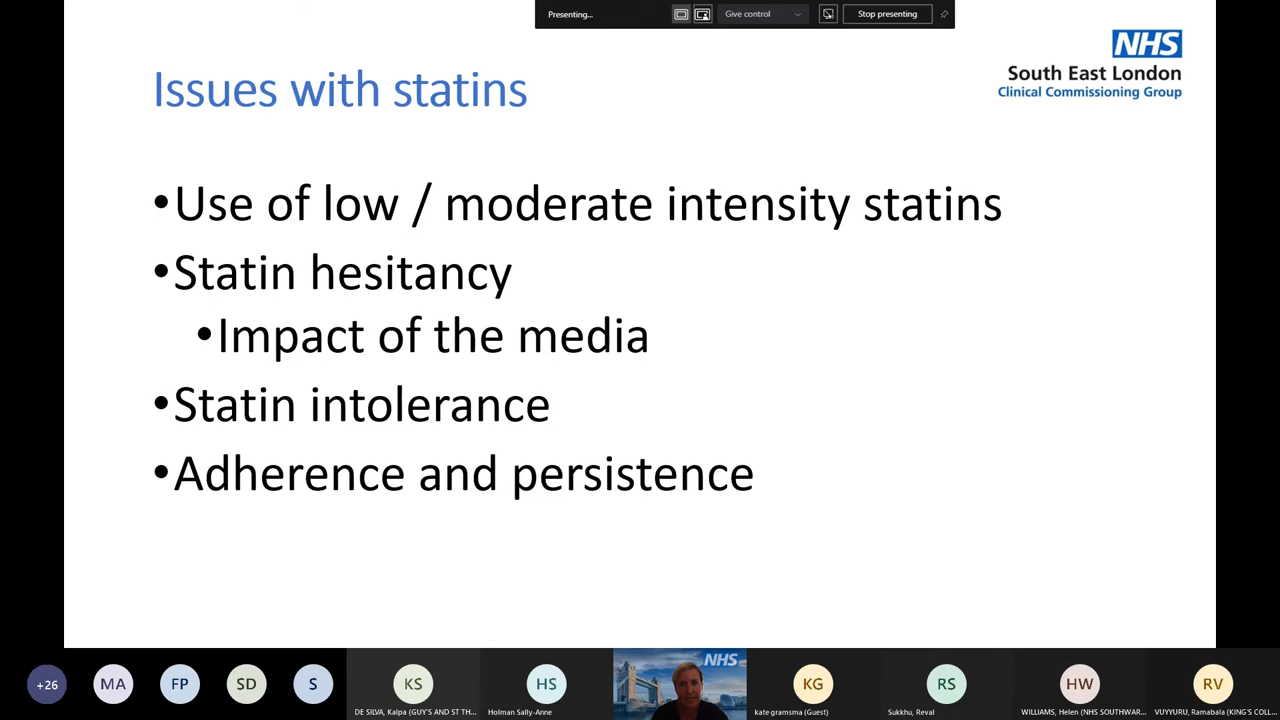 Presenting...
Give control
Stop presenting
NHS
South East London
Clinical Commissioning Group
Issues with statins
•Use of low / moderate intensity statins
•Statin hesitancy
•Impact of the media
•Statin intolerance
•Adherence and persistence
+26
MA
FP
SD
S
KS
HS
NHS
KG
RS
HW
RV
DE SILVA, Kalpa (GUY'S AND ST TH...
Holman Sally-Anne
kate gramsma (Guest)
Sukkhu, Reval
WILLIAMS, Helen (NHS SOUTHWAR...
VUYYURU, Ramabala (KING'S COLL...